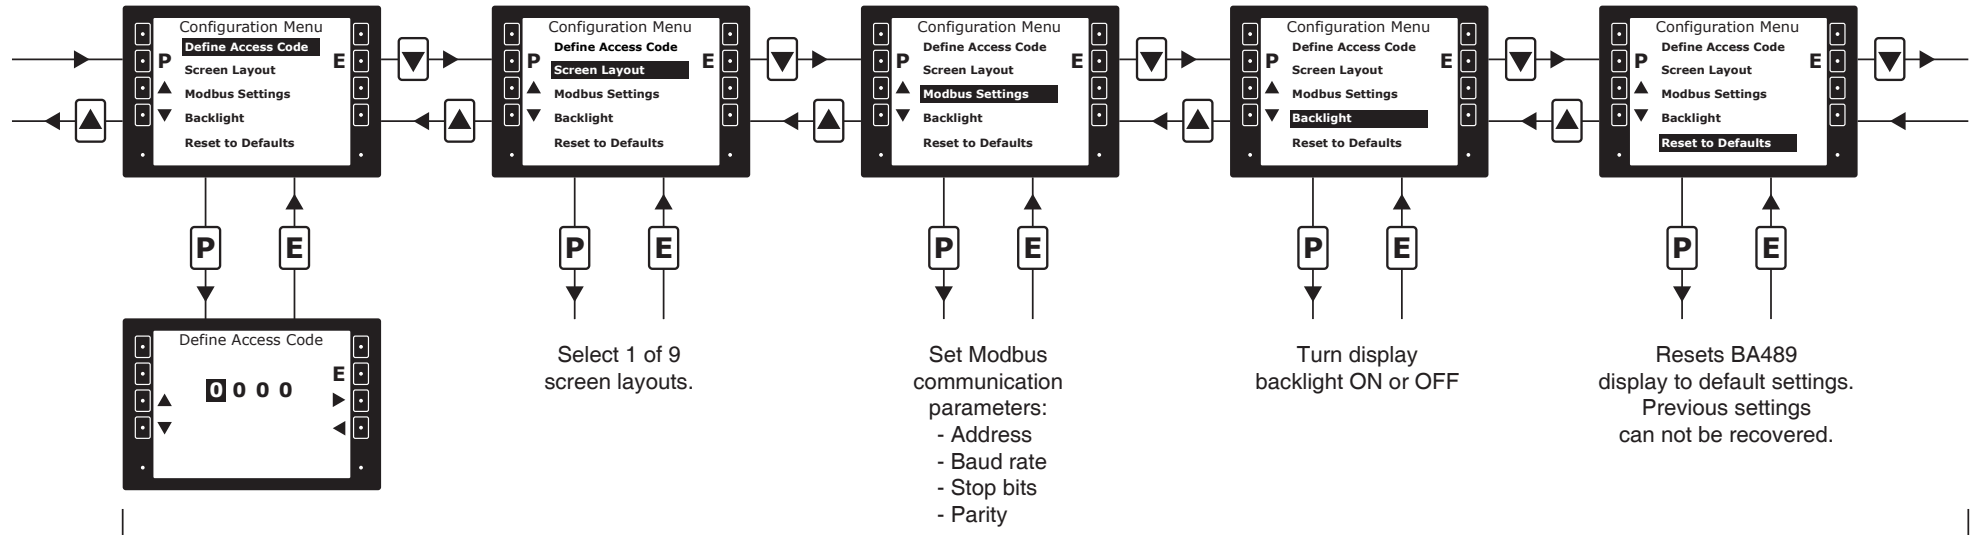 Configuration Menu
Define Access Code
P E
Screen Layout
Modbus Settings
Backlight
Reset to Defaults
Configuration Menu
Define Access Code
P E
Screen Layout
Modbus Settings
Backlight
Reset to Defaults
Configuration Menu
Define Access Code
P E
Screen Layout
Modbus Settings
Backlight
Reset to Defaults
Configuration Menu
Define Access Code
P E
Screen Layout
Modbus Settings
Backlight
Reset to Defaults
Configuration Menu
Define Access Code
P E
Screen Layout
Modbus Settings
Backlight
Reset to Defaults
P E
P E
P E
P E
P E
Define Access Code
E
0 0 0 0
Select 1 of 9
screen layouts.
Set Modbus
communication
parameters:
- Address
- Baud rate
- Stop bits
- Parity
Turn display
backlight ON or OFF
Resets BA489
display to default settings.
Previous settings
can not be recovered.